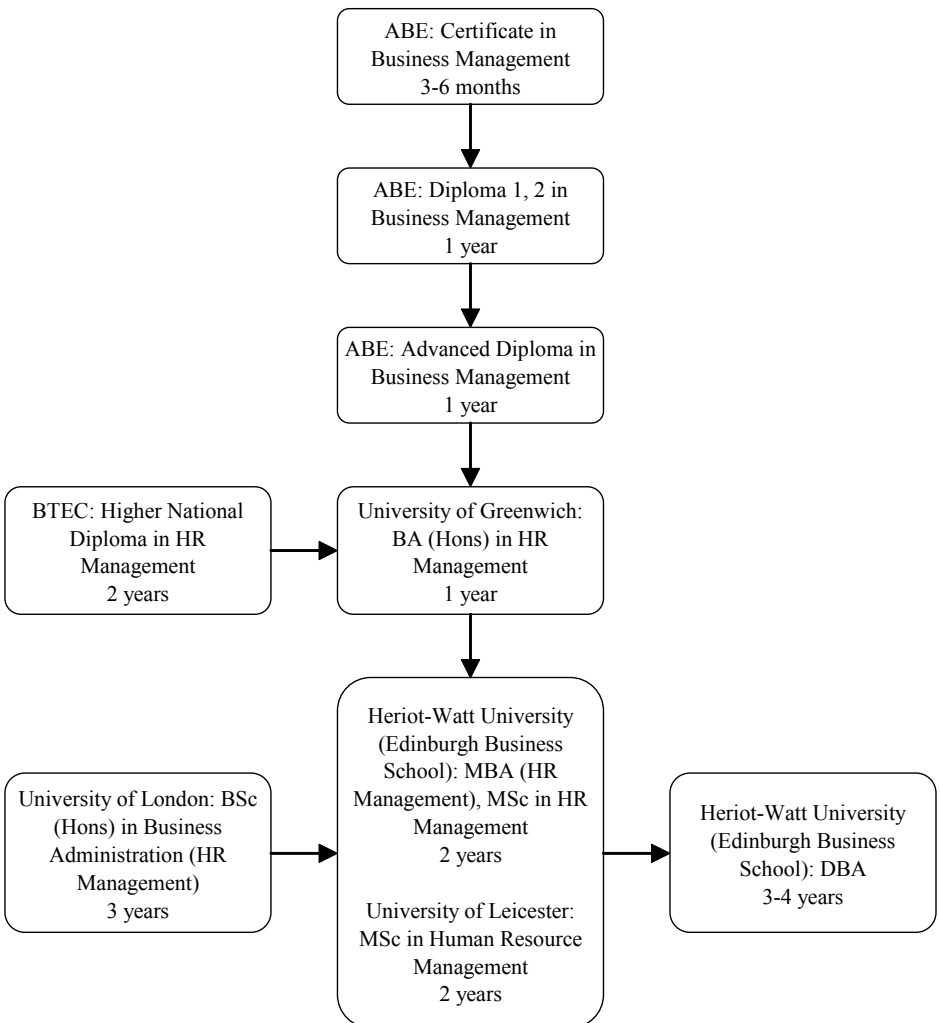 ABE: Certificate in
Business Management
3-6 months
ABE: Diploma 1, 2 in
Business Management
1 year
ABE: Advanced Diploma in
Business Management
1 year
BTEC: Higher National
Diploma in HR
Management
2 years
University of Greenwich:
BA (Hons) in HR
Management
1 year
University of London: BSc
(Hons) in Business
Administration (HR
Management)
3 years
Heriot-Watt University
(Edinburgh Business
School): MBA (HR
Management), MSc in HR
Management
2 years
University of Leicester:
MSc in Human Resource
Management
2 years
Heriot-Watt University
(Edinburgh Business
School): DBA
3-4 years